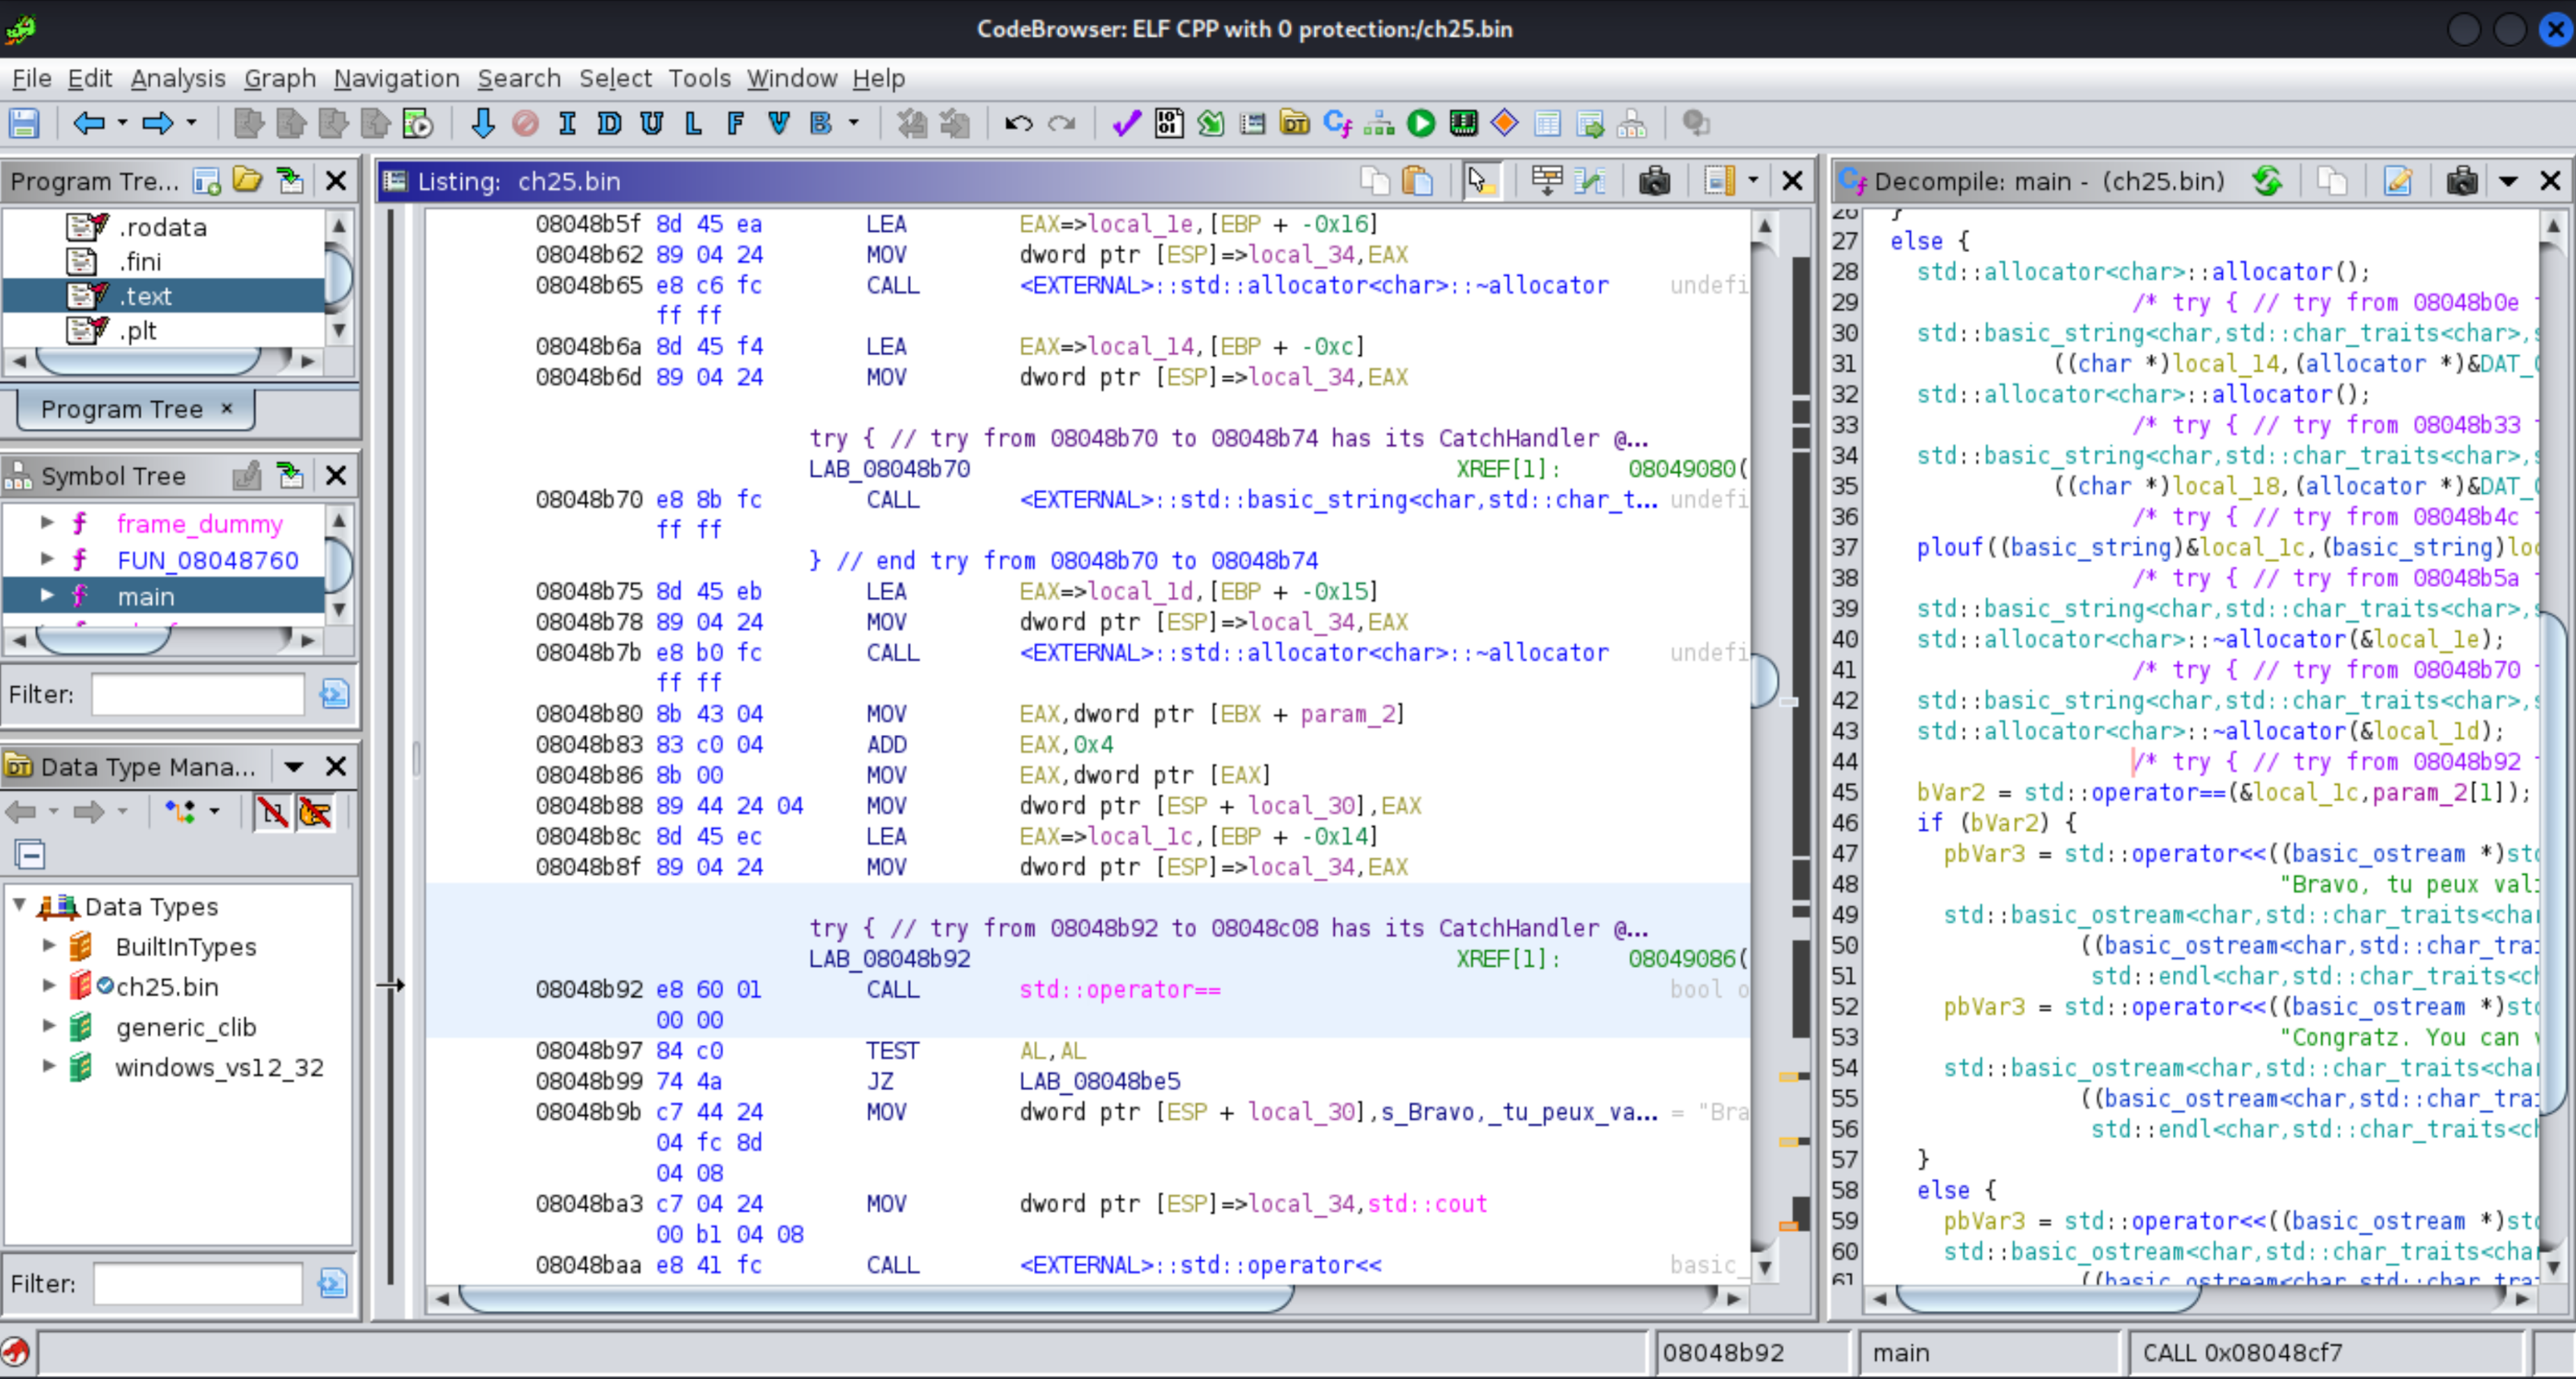 CodeBrowser: ELF CPP with 0 protection:/ch25.bin
File Edit Analysis Graph Navigation Search Select Tools Window Help
I D U L F V B
Program Tre...
.rodata
.fini
.text
.plt
Program Tree ×
Symbol Tree
f frame_dummy
f FUN_08048760
f main
Filter:
Data Type Mana...
Data Types
BuiltInTypes
ch25.bin
generic_clib
windows_vs12_32
Filter:
Listing: ch25.bin
08048b5f 8d 45 ea LEA EAX=>local_1e,[EBP + -0x16]
08048b62 89 04 24 MOV dword ptr [ESP]=>local_34,EAX
08048b65 e8 c6 fc CALL <EXTERNAL>::std::allocator<char>::~allocator undefi
ff ff
08048b6a 8d 45 f4 LEA EAX=>local_14,[EBP + -0xc]
08048b6d 89 04 24 MOV dword ptr [ESP]=>local_34,EAX
try { // try from 08048b70 to 08048b74 has its CatchHandler @...
LAB_08048b70 XREF[1]: 08049080(
08048b70 e8 8b fc CALL <EXTERNAL>::std::basic_string<char,std::char_t... undefi
ff ff
} // end try from 08048b70 to 08048b74
08048b75 8d 45 eb LEA EAX=>local_1d,[EBP + -0x15]
08048b78 89 04 24 MOV dword ptr [ESP]=>local_34,EAX
08048b7b e8 b0 fc CALL <EXTERNAL>::std::allocator<char>::~allocator undefi
ff ff
08048b80 8b 43 04 MOV EAX,dword ptr [EBX + param_2]
08048b83 83 c0 04 ADD EAX,0x4
08048b86 8b 00 MOV EAX,dword ptr [EAX]
08048b88 89 44 24 04 MOV dword ptr [ESP + local_30],EAX
08048b8c 8d 45 ec LEA EAX=>local_1c,[EBP + -0x14]
08048b8f 89 04 24 MOV dword ptr [ESP]=>local_34,EAX
try { // try from 08048b92 to 08048c08 has its CatchHandler @...
LAB_08048b92 XREF[1]: 08049086(
08048b92 e8 60 01 CALL std::operator== bool o
00 00
08048b97 84 c0 TEST AL,AL
08048b99 74 4a JZ LAB_08048be5
08048b9b c7 44 24 MOV dword ptr [ESP + local_30],s_Bravo,_tu_peux_va... = "Bra
04 fc 8d
04 08
08048ba3 c7 04 24 MOV dword ptr [ESP]=>local_34,std::cout
00 b1 04 08
08048baa e8 41 fc CALL <EXTERNAL>::std::operator<< basic_
Decompile: main - (ch25.bin)
26 }
27 else {
28 std::allocator<char>::allocator();
29 /* try { // try from 08048b0e
30 std::basic_string<char,std::char_traits<char>,s
31 ((char *)local_14,(allocator *)&DAT_
32 std::allocator<char>::allocator();
33 /* try { // try from 08048b33
34 std::basic_string<char,std::char_traits<char>,s
35 ((char *)local_18,(allocator *)&DAT_
36 /* try { // try from 08048b4c
37 plouf((basic_string)&local_1c,(basic_string)loc
38 /* try { // try from 08048b5a
39 std::basic_string<char,std::char_traits<char>,s
40 std::allocator<char>::~allocator(&local_1e);
41 /* try { // try from 08048b70
42 std::basic_string<char,std::char_traits<char>,s
43 std::allocator<char>::~allocator(&local_1d);
44 /* try { // try from 08048b92
45 bVar2 = std::operator==(&local_1c,param_2[1]);
46 if (bVar2) {
47 pbVar3 = std::operator<<((basic_ostream *)std
48 "Bravo, tu peux vali
49 std::basic_ostream<char,std::char_traits<char
50 ((basic_ostream<char,std::char_trai
51 std::endl<char,std::char_traits<ch
52 pbVar3 = std::operator<<((basic_ostream *)std
53 "Congratz. You can v
54 std::basic_ostream<char,std::char_traits<char
55 ((basic_ostream<char,std::char_trai
56 std::endl<char,std::char_traits<ch
57 }
58 else {
59 pbVar3 = std::operator<<((basic_ostream *)std
60 std::basic_ostream<char,std::char_traits<char
61 ((basic_ostream<char,std::char_trai
08048b92 main CALL 0x08048cf7